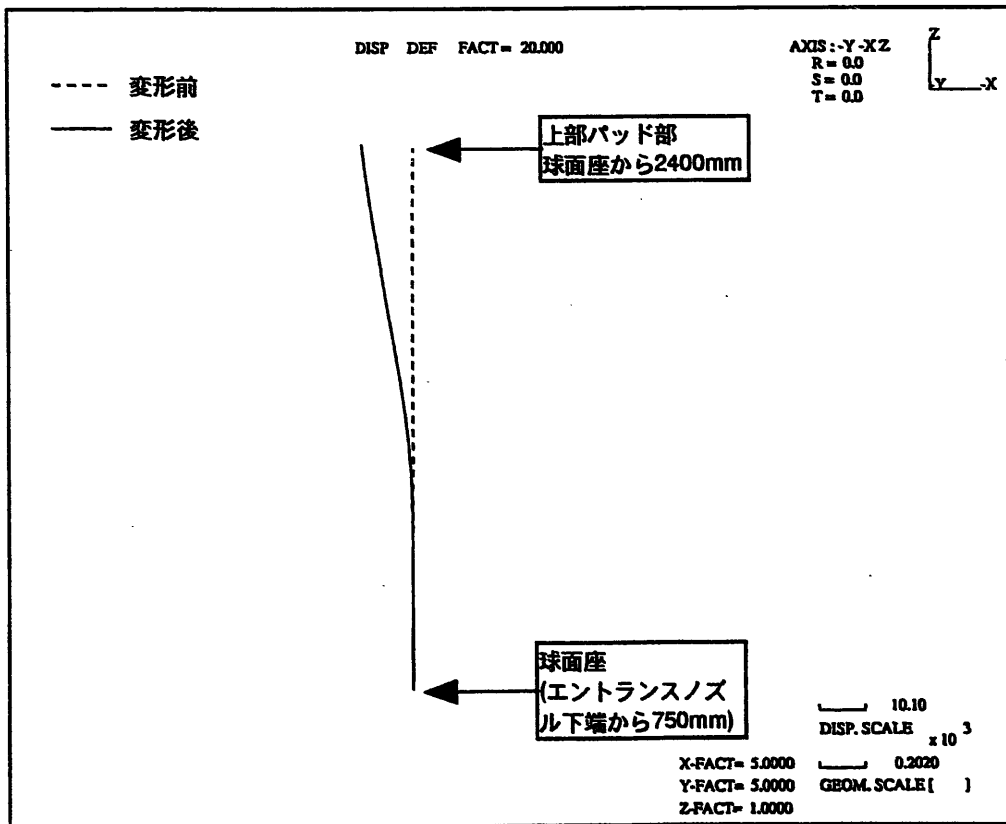 DISP DEF FACT= 20.000
AXIS:-Y -X Z
R= 0.0
S= 0.0
T= 0.0
Z
-Y
-X
変形前
変形後
上部パッド部
球面座から2400mm
球面座
(エントランスノズ
ル下端から750mm)
10.10
DISP. SCALE x 10 3
X-FACT= 5.0000
Y-FACT= 5.0000
Z-FACT= 1.0000
0.2020
GEOM. SCALE [ ]